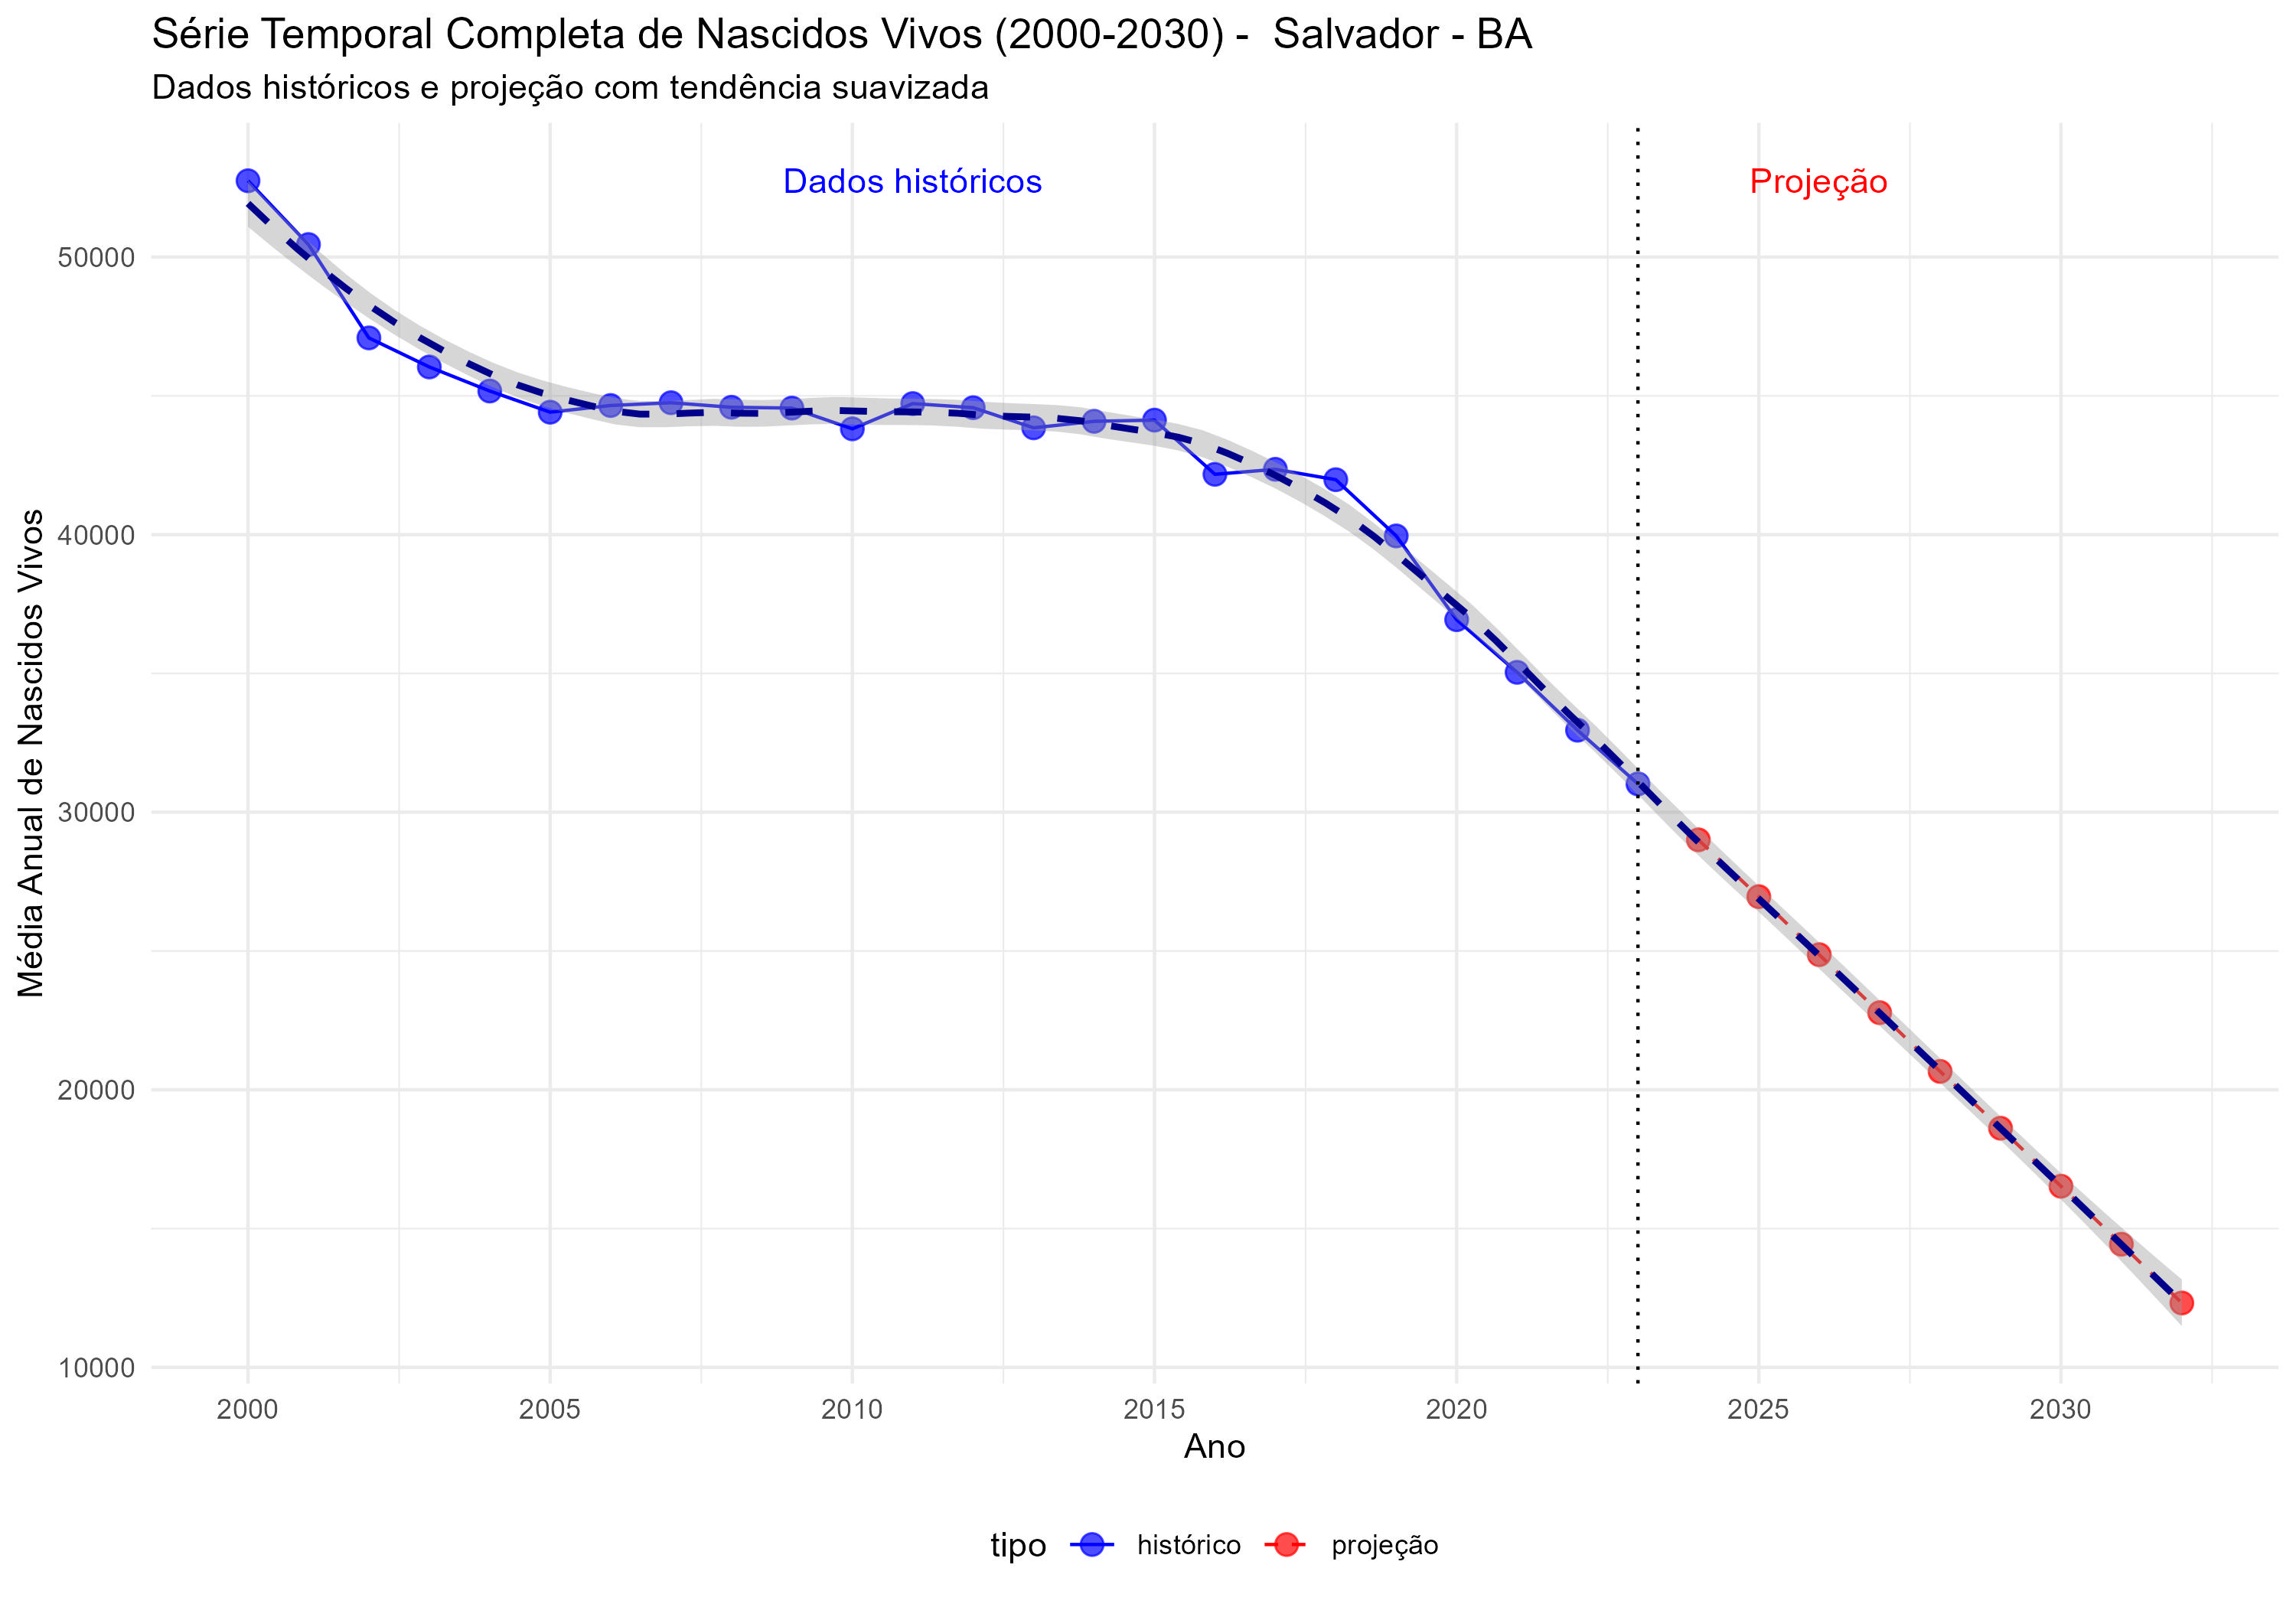 Série Temporal Completa de Nascidos Vivos (2000-2030) -  Salvador - BA
Dados históricos e projeção com tendência suavizada
Dados históricos
Projeção
Média Anual de Nascidos Vivos
50000
40000
30000
20000
10000
2000
2005
2010
2015
2020
2025
2030
Ano
tipo
histórico
projeção